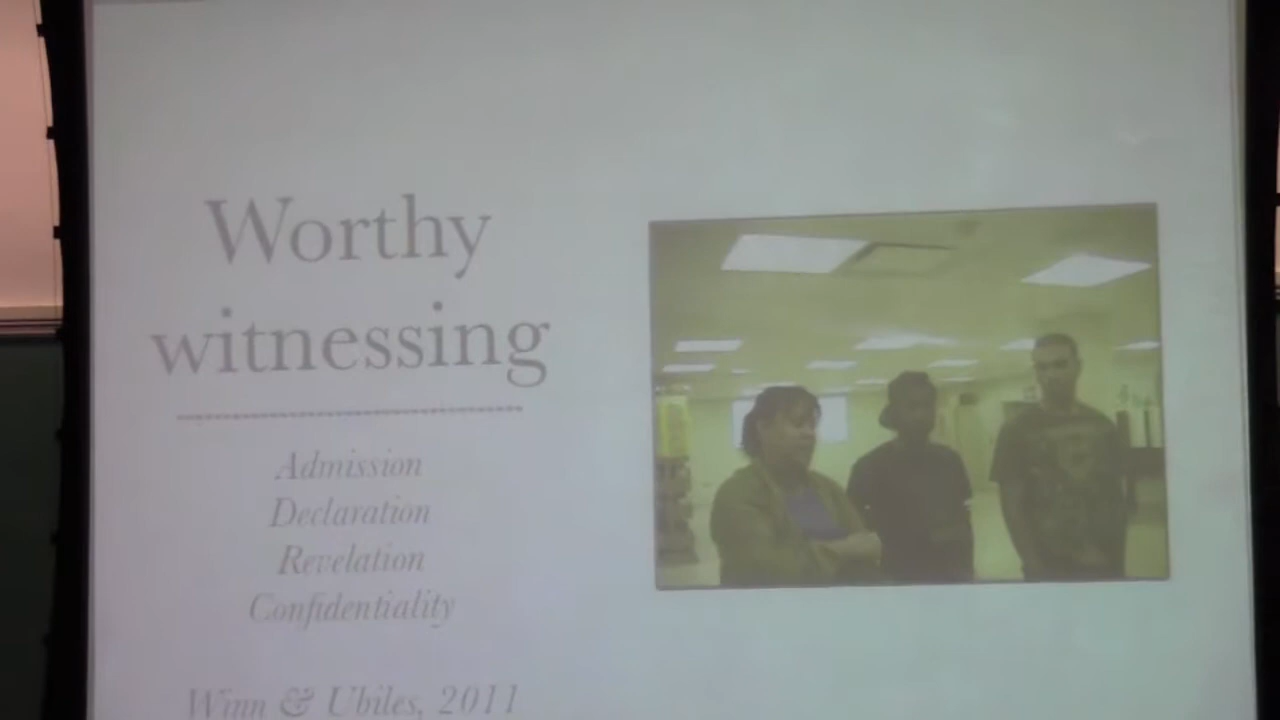 Worthy
witnessing
Admission
Declaration
Revelation
Confidentiality
Winn & Ubiles, 2011